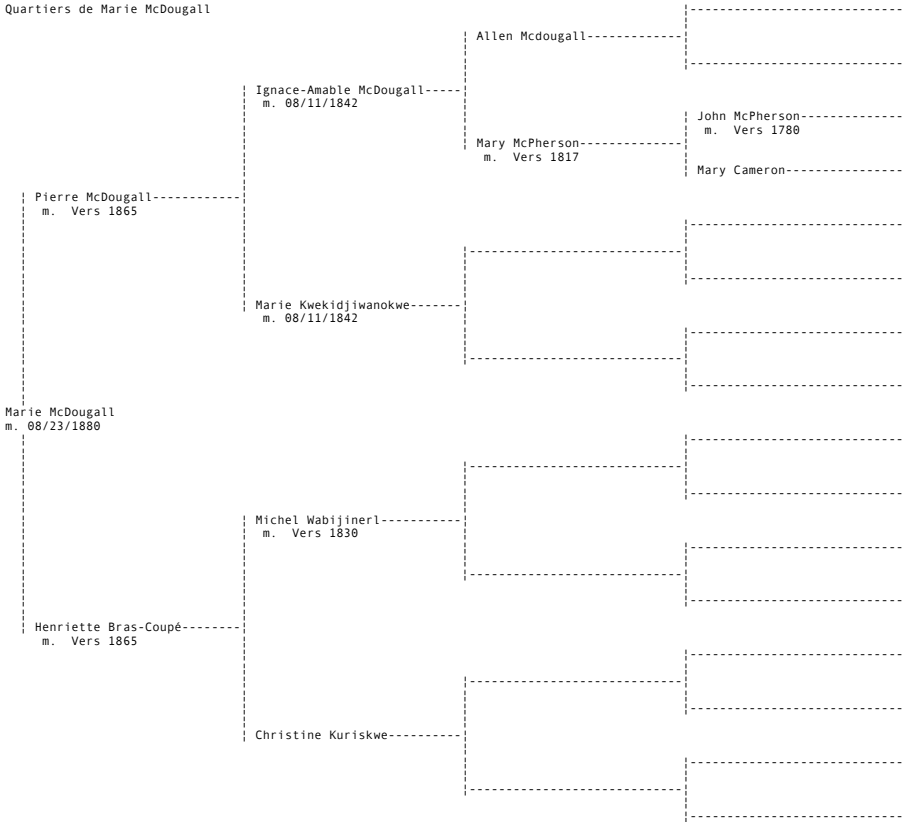 Quartiers de Marie McDougall
Allen Mcdougall
Ignace-Amable McDougall
m. 08/11/1842
John McPherson
m. Vers 1780
Mary McPherson
m. Vers 1817
Mary Cameron
Pierre McDougall
m. Vers 1865
Marie Kwekidjiwanokwe
m. 08/11/1842
Marie McDougall
m. 08/23/1880
Michel Wabijinerl
m. Vers 1830
Henriette Bras-Coupé
m. Vers 1865
Christine Kuriskwe